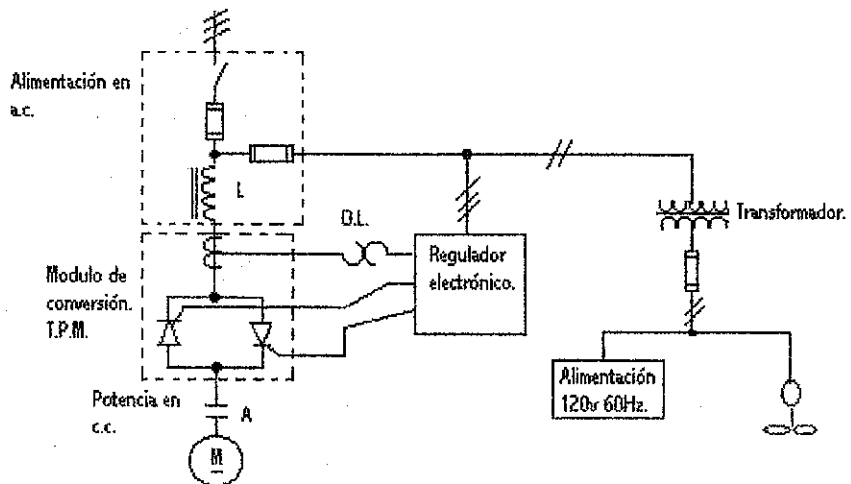 Alimentación en
a.c.
L
D.L.
Transformador.
Regulador
electrónico.
Modulo de
conversión.
T.P.M.
Alimentación
120v 60Hz.
Potencia en
c.c.
A
M